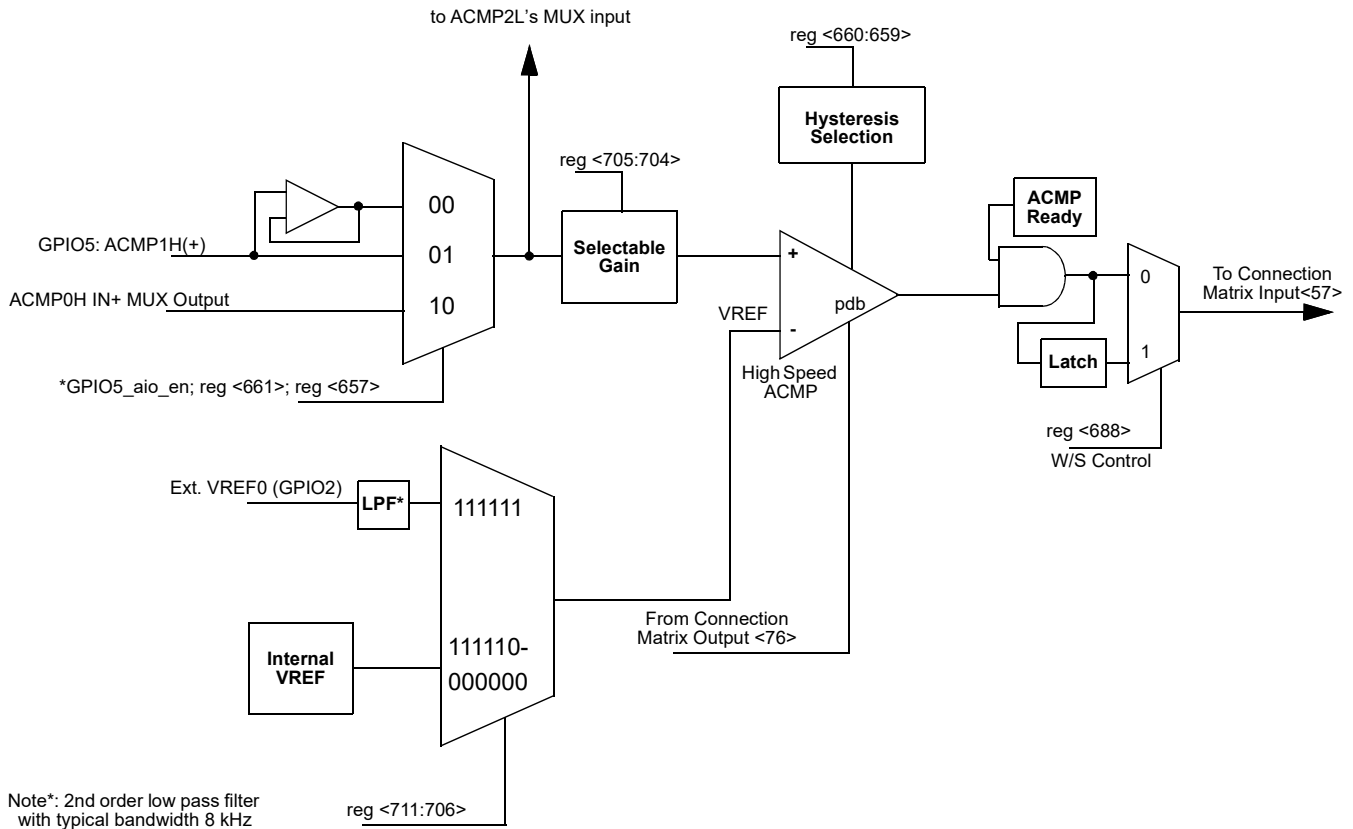 to ACMP2L's MUX input
reg <660:659>
Hysteresis
Selection
reg <705:704>
ACMP
Ready
00
Selectable
Gain
GPIO5: ACMP1H(+)
01
+
0
To Connection
Matrix Input<57>
ACMP0H IN+ MUX Output
10
VREF
pdb
-
1
Latch
High Speed
ACMP
*GPIO5_aio_en; reg <661>; reg <657>
reg <688>
W/S Control
Ext. VREF0 (GPIO2)
LPF*
111111
From Connection
Matrix Output <76>
Internal
VREF
111110-
000000
Note*: 2nd order low pass filter
with typical bandwidth 8 kHz
reg <711:706>